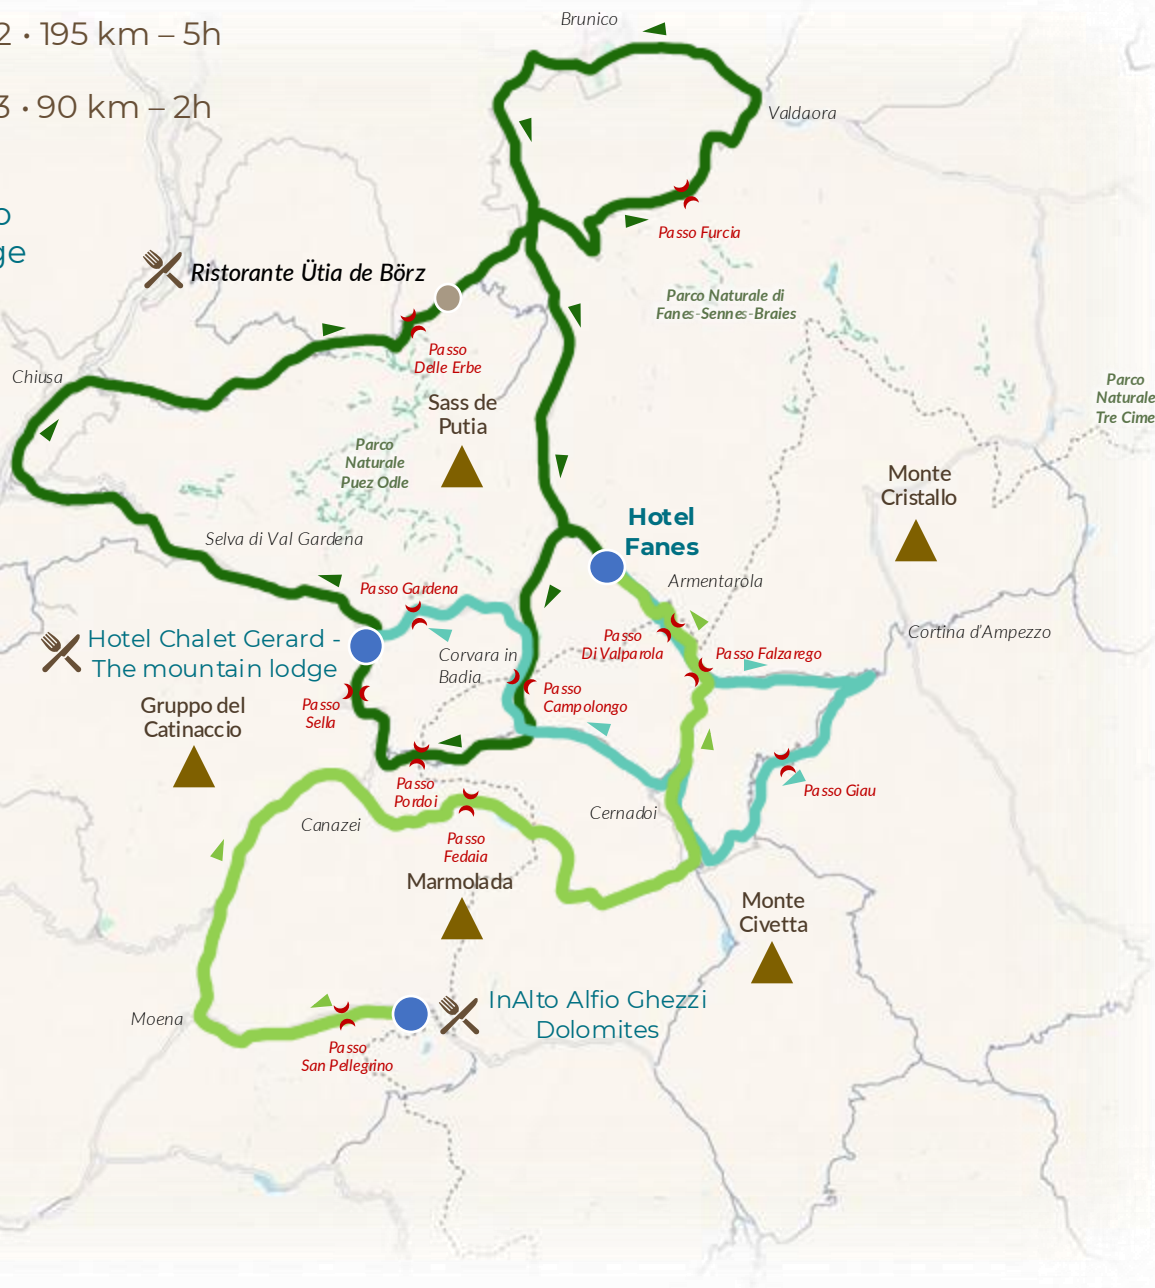 Brunico
2 • 195 km – 5h
3 • 90 km – 2h
Valdaora
o
ge
Passo Furcia
Ristorante Ütia de Börz
Parco Naturale di
Fanes-Sennes-Braies
Passo
Delle Erbe
Chiusa
Parco
Naturale
Tre Cime
Sass de
Putia
Parco
Naturale
Puez Odle
Monte
Cristallo
Hotel
Fanes
Selva di Val Gardena
Armentarola
Passo Gardena
Passo
Di Valparola
Cortina d'Ampezzo
Hotel Chalet Gerard -
The mountain lodge
Corvara in
Badia
Passo Falzarego
Passo
Campolongo
Passo
Sella
Gruppo del
Catinaccio
Passo
Pordoi
Passo Giau
Cernadoi
Canazei
Passo
Fedaia
Marmolada
Monte
Civetta
InAlto Alfio Ghezzi
Dolomites
Moena
Passo
San Pellegrino